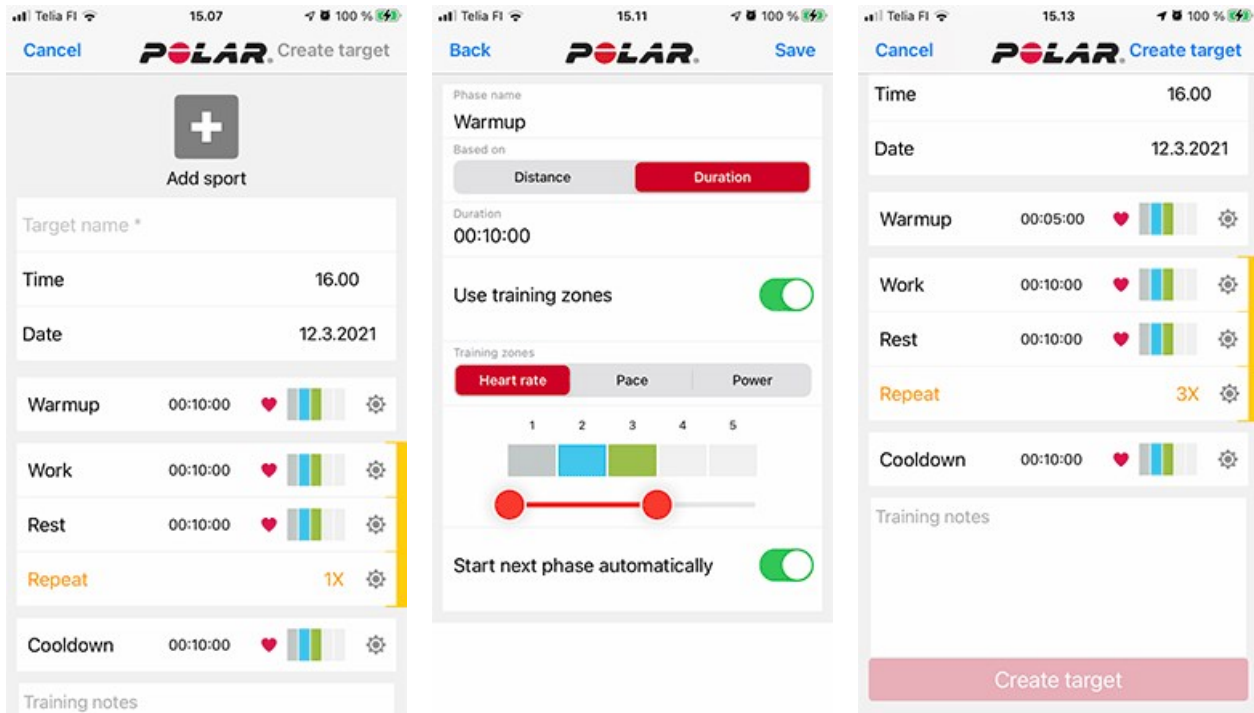 Telia FI 15.07 100 %
Cancel POLAR. Create target
Add sport
Target name *
Time 16.00
Date 12.3.2021
Warmup 00:10:00
Work 00:10:00
Rest 00:10:00
Repeat 1X
Cooldown 00:10:00
Training notes
Telia FI 15.11 100 %
Back POLAR. Save
Phase name
Warmup
Based on
Distance Duration
Duration
00:10:00
Use training zones
Training zones
Heart rate Pace Power
1 2 3 4 5
Start next phase automatically
Telia FI 15.13 100 %
Cancel POLAR. Create target
Time 16.00
Date 12.3.2021
Warmup 00:05:00
Work 00:10:00
Rest 00:10:00
Repeat 3X
Cooldown 00:10:00
Training notes
Create target